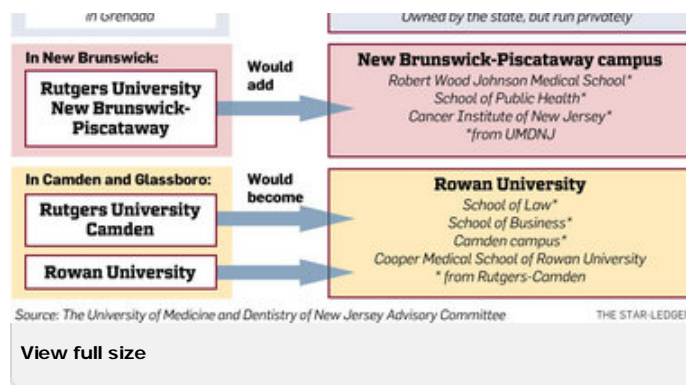 in Grenada
Owned by the state, but run privately
In New Brunswick:
Rutgers University
New Brunswick-
Piscataway
Would
add
New Brunswick-Piscataway campus
Robert Wood Johnson Medical School*
School of Public Health*
Cancer Institute of New Jersey*
*from UMDNJ
In Camden and Glassboro:
Rutgers University
Camden
Rowan University
Would
become
Rowan University
School of Law*
School of Business*
Camden campus*
Cooper Medical School of Rowan University
* from Rutgers-Camden
Source: The University of Medicine and Dentistry of New Jersey Advisory Committee
THE STAR-LEDGER
View full size